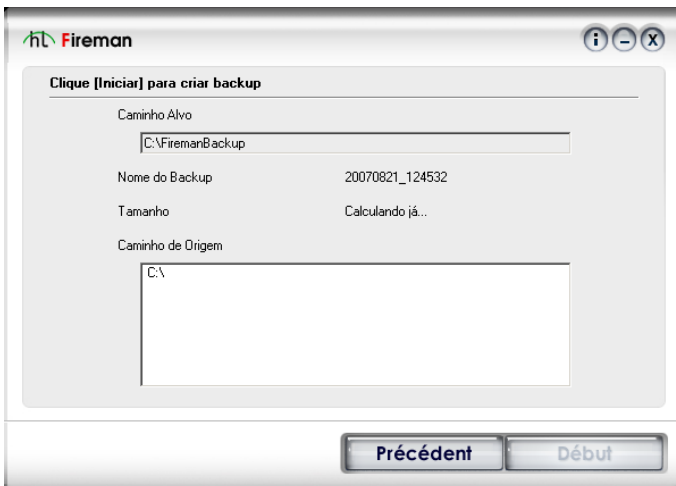 hL Fireman
Clique [Iniciar] para criar backup
Caminho Alvo
C:\FiremanBackup
Nome do Backup 20070821_124532
Tamanho Calculando já...
Caminho de Origem
C:\
Précédent Début